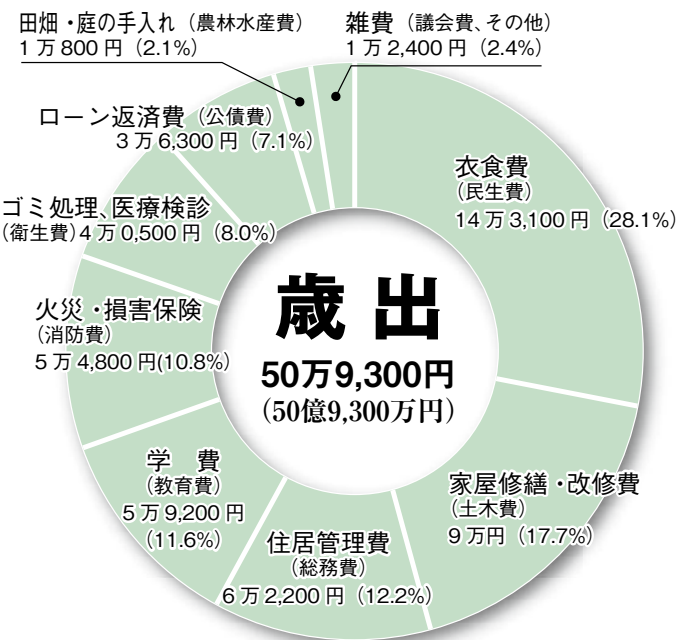 田畑・庭の手入れ（農林水産費）
1万800円（2.1%）
雑費（議会費、その他）
1万2,400円（2.4%）
ローン返済費（公債費）
3万6,300円（7.1%）
衣食費
（民生費）
14万3,100円（28.1%）
ゴミ処理、医療検診
（衛生費）4万0,500円（8.0%）
歳出
50万9,300円
（50億9,300万円）
火災・損害保険
（消防費）
5万4,800円(10.8%)
学　費
（教育費）
5万9,200円
（11.6%）
家屋修繕・改修費
（土木費）
9万円（17.7%）
住居管理費
（総務費）
6万2,200円（12.2%）